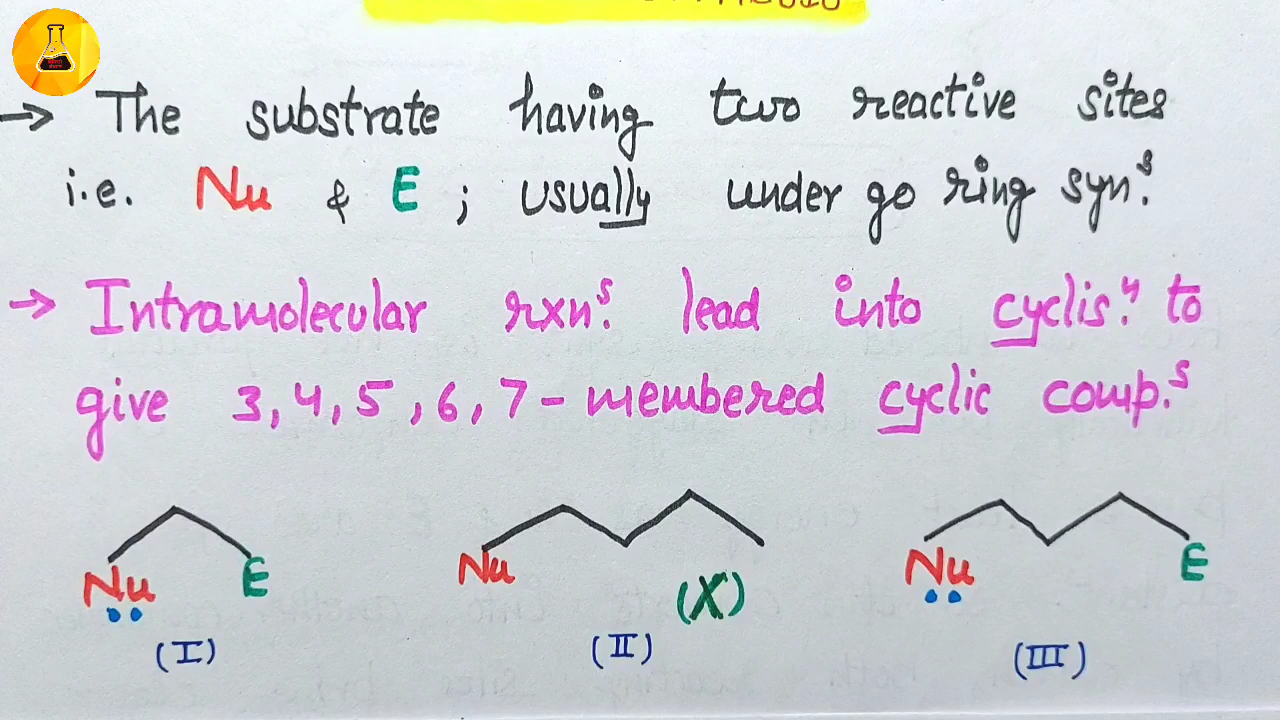 → The substrate having two reactive sites
i.e. Nu & E ; usually under go ring synˢ.
→ Intramolecular rxnˢ. lead into cyclisⁿ. to
give 3, 4, 5, 6, 7 - membered cyclic comp.ˢ
Nu E Nu (X) Nu E
(I) (II) (III)